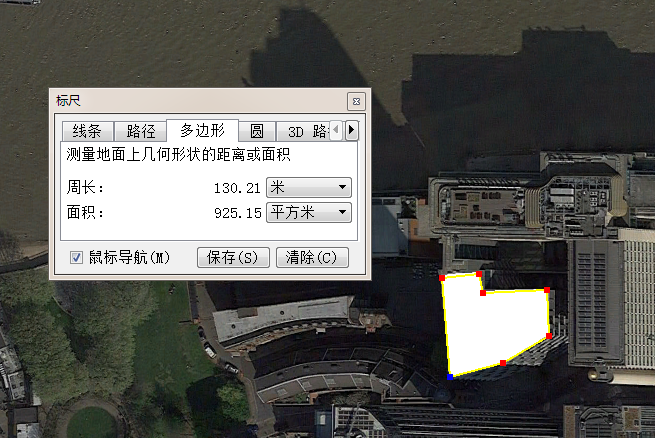 标尺
线条 路径 多边形 圆 3D 路
测量地面上几何形状的距离或面积
周长： 130.21 米
面积： 925.15 平方米
鼠标导航(M) 保存(S) 清除(C)